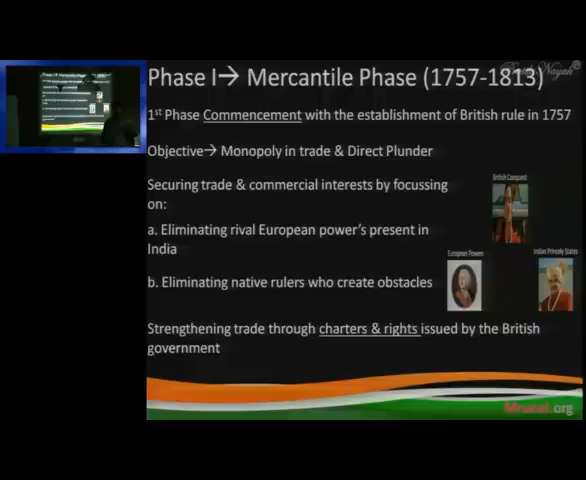 Phase I→ Mercantile Phase (1757-1813)
1st Phase Commencement with the establishment of British rule in 1757
Objective→ Monopoly in trade & Direct Plunder
Securing trade & commercial interests by focussing
on:
British Conquest
a. Eliminating rival European power's present in
India
European Powers
Indian Princely States
b. Eliminating native rulers who create obstacles
Strengthening trade through charters & rights issued by the British
government
Mrunal.org